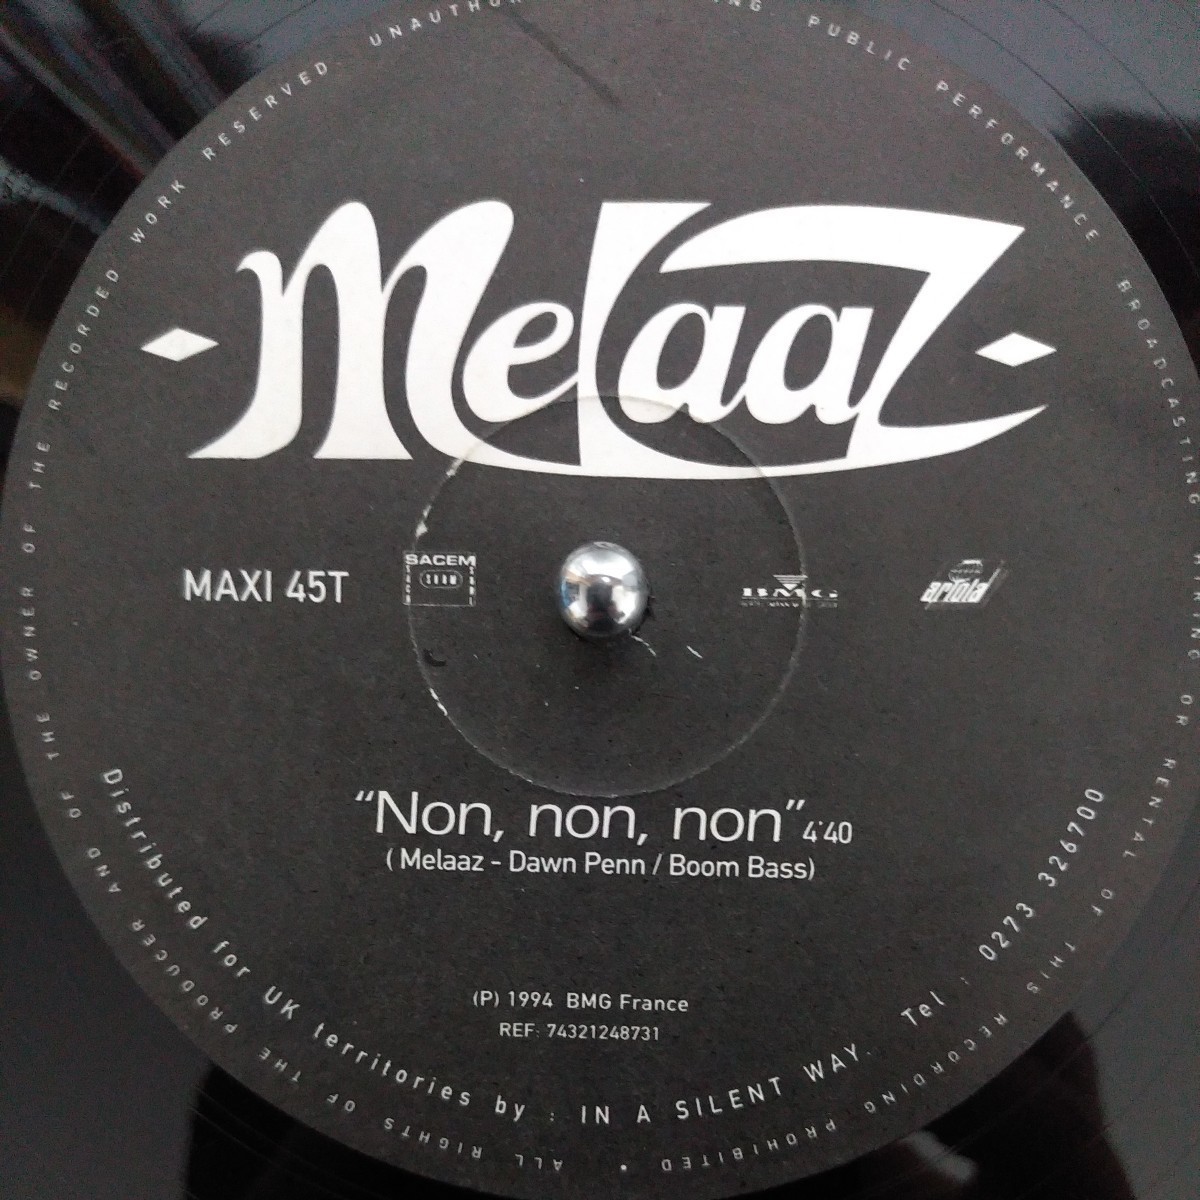 Melaaz
MAXI 45T
SACEM
BMG
ariola
“Non, non, non” 4'40
( Melaaz - Dawn Penn / Boom Bass)
(P) 1994 BMG France
REF: 74321248731
Distributed for UK territories by : IN A SILENT WAY. Tel : 0273 326700
ALL RIGHTS OF THE PRODUCER AND OF THE OWNER OF THE RECORDED WORK RESERVED. PUBLIC PERFORMANCE BROADCASTING OR RENTAL OF THIS RECORDING PROHIBITED •